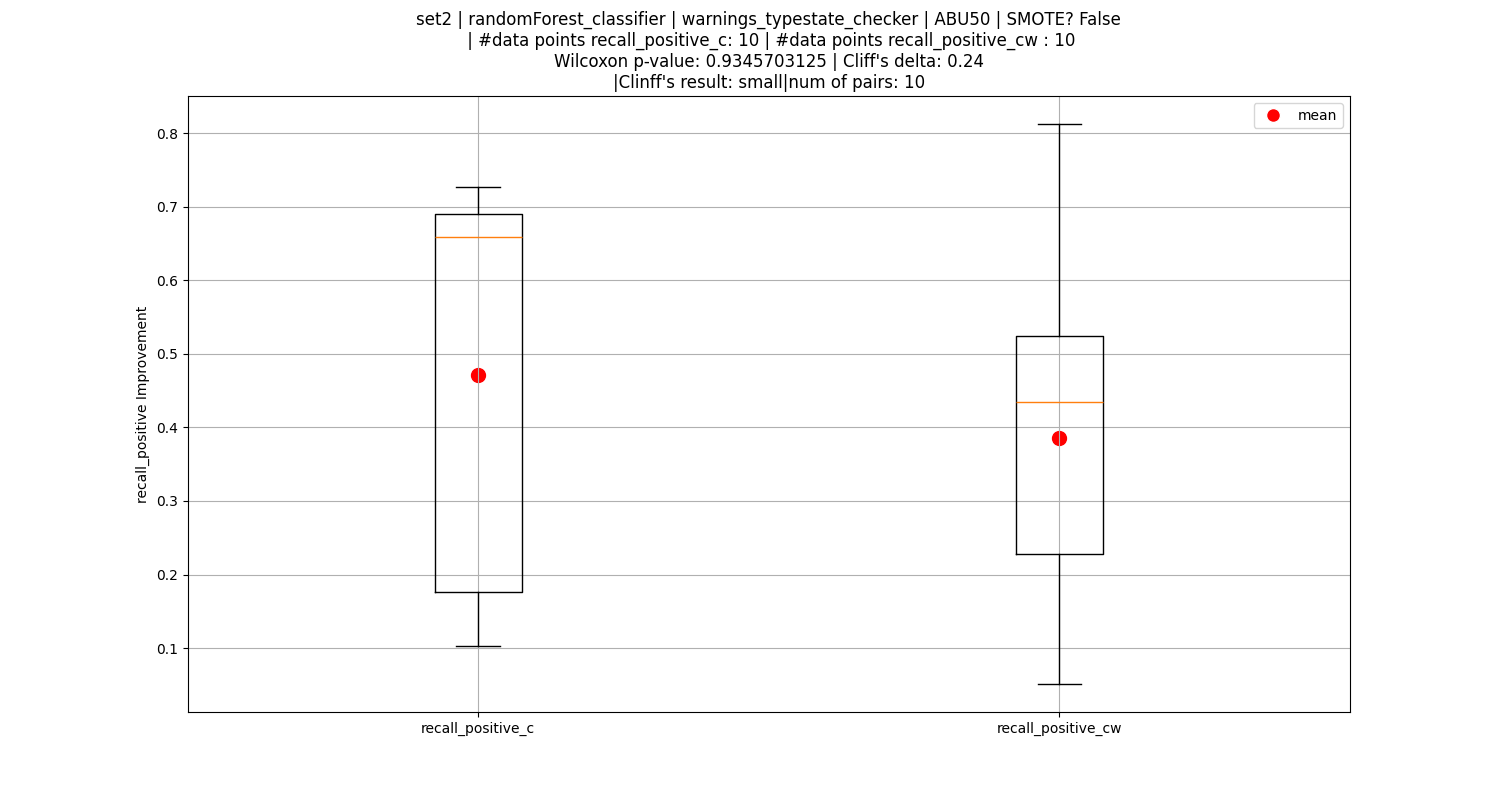 set2 | randomForest_classifier | warnings_typestate_checker | ABU50 | SMOTE? False
| #data points recall_positive_c: 10 | #data points recall_positive_cw : 10
Wilcoxon p-value: 0.9345703125 | Cliff's delta: 0.24
|Clinff's result: small|num of pairs: 10
mean
0.8
0.7
0.6
0.5
0.4
0.3
0.2
0.1
recall_positive Improvement
recall_positive_c
recall_positive_cw